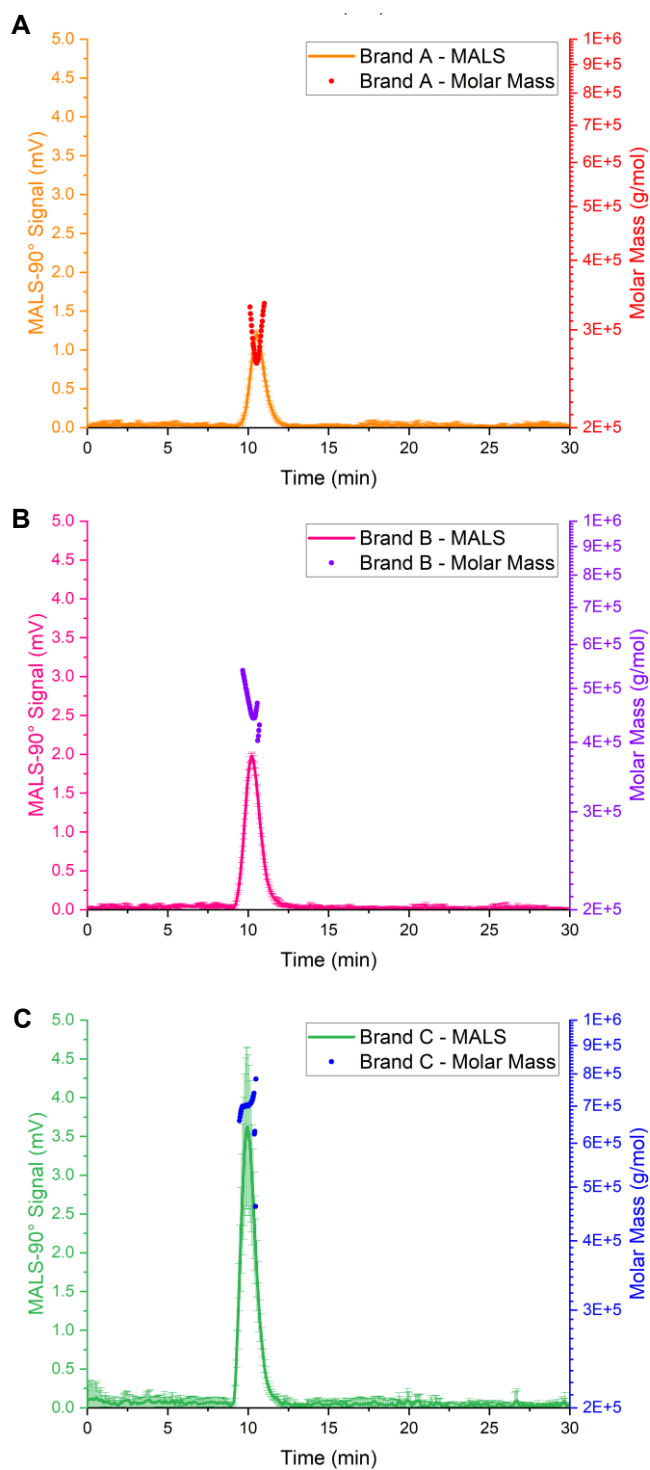 A
Brand A - MALS
Brand A - Molar Mass
MALS-90° Signal (mV)
5.0
4.5
4.0
3.5
3.0
2.5
2.0
1.5
1.0
0.5
0.0
1E+6
9E+5
8E+5
7E+5
6E+5
5E+5
4E+5
3E+5
2E+5
Molar Mass (g/mol)
0 5 10 15 20 25 30
Time (min)
B
Brand B - MALS
Brand B - Molar Mass
MALS-90° Signal (mV)
5.0
4.5
4.0
3.5
3.0
2.5
2.0
1.5
1.0
0.5
0.0
1E+6
9E+5
8E+5
7E+5
6E+5
5E+5
4E+5
3E+5
2E+5
Molar Mass (g/mol)
0 5 10 15 20 25 30
Time (min)
C
Brand C - MALS
Brand C - Molar Mass
MALS-90° Signal (mV)
5.0
4.5
4.0
3.5
3.0
2.5
2.0
1.5
1.0
0.5
0.0
1E+6
9E+5
8E+5
7E+5
6E+5
5E+5
4E+5
3E+5
2E+5
Molar Mass (g/mol)
0 5 10 15 20 25 30
Time (min)